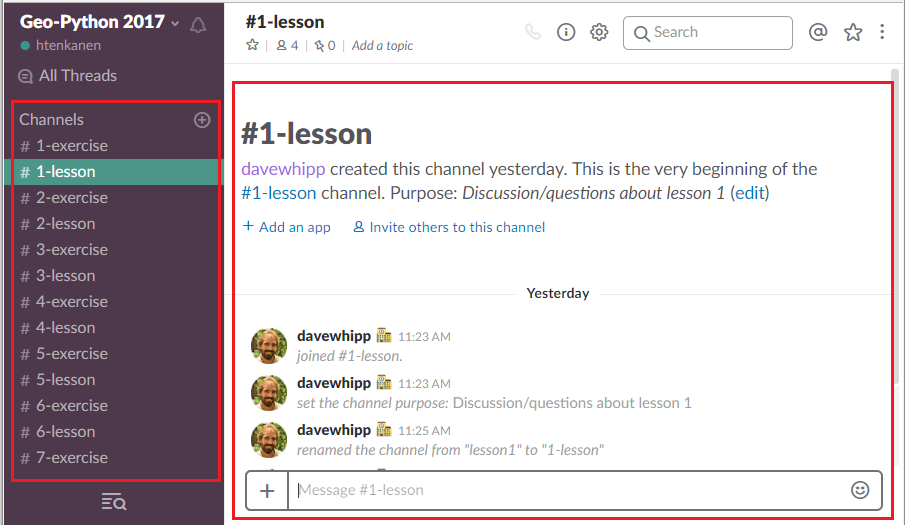 Geo-Python 2017
htenkanen
All Threads
Channels
# 1-exercise
# 1-lesson
# 2-exercise
# 2-lesson
# 3-exercise
# 3-lesson
# 4-exercise
# 4-lesson
# 5-exercise
# 5-lesson
# 6-exercise
# 6-lesson
# 7-exercise
#1-lesson
4 | 0 | Add a topic
Search
#1-lesson
davewhipp created this channel yesterday. This is the very beginning of the
#1-lesson channel. Purpose: Discussion/questions about lesson 1 (edit)
+ Add an app Invite others to this channel
Yesterday
davewhipp 11:23 AM
joined #1-lesson.
davewhipp 11:23 AM
set the channel purpose: Discussion/questions about lesson 1
davewhipp 11:25 AM
renamed the channel from "lesson1" to "1-lesson"
Message #1-lesson